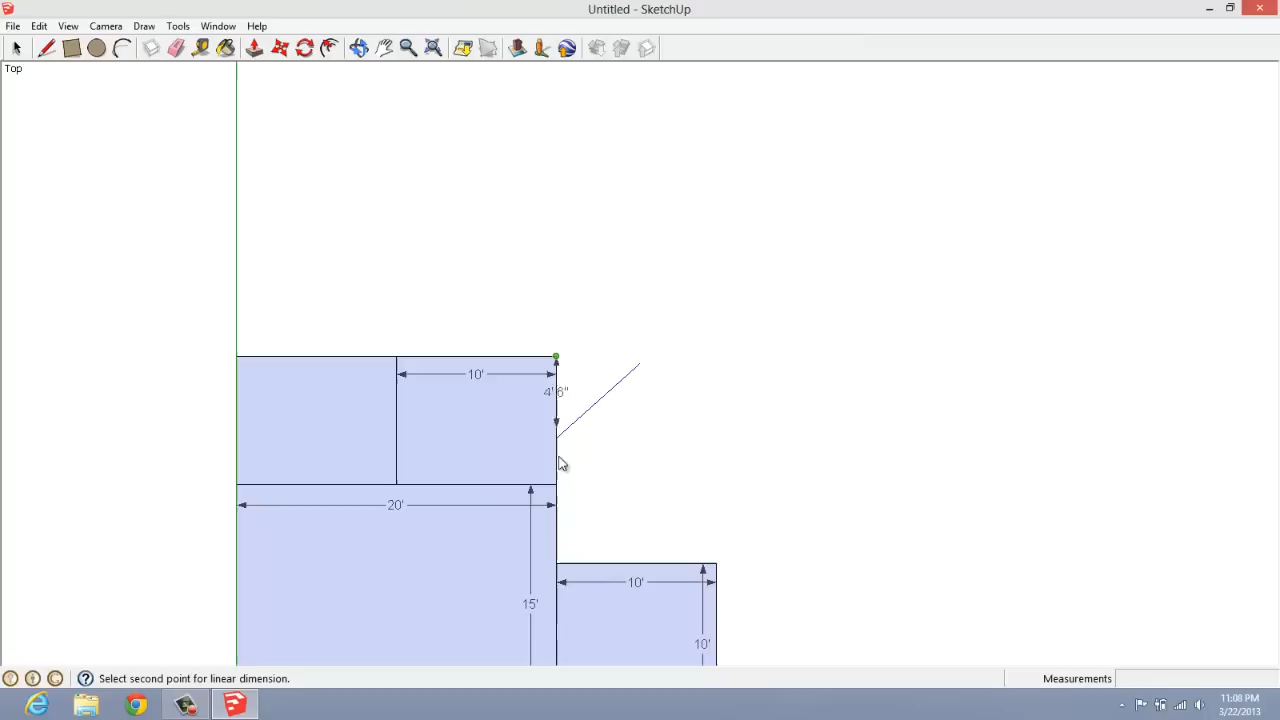 Untitled - SketchUp
File Edit View Camera Draw Tools Window Help
Top
10'
4' 6"
20'
15'
10'
10'
Select second point for linear dimension.
Measurements
11:08 PM
3/22/2013